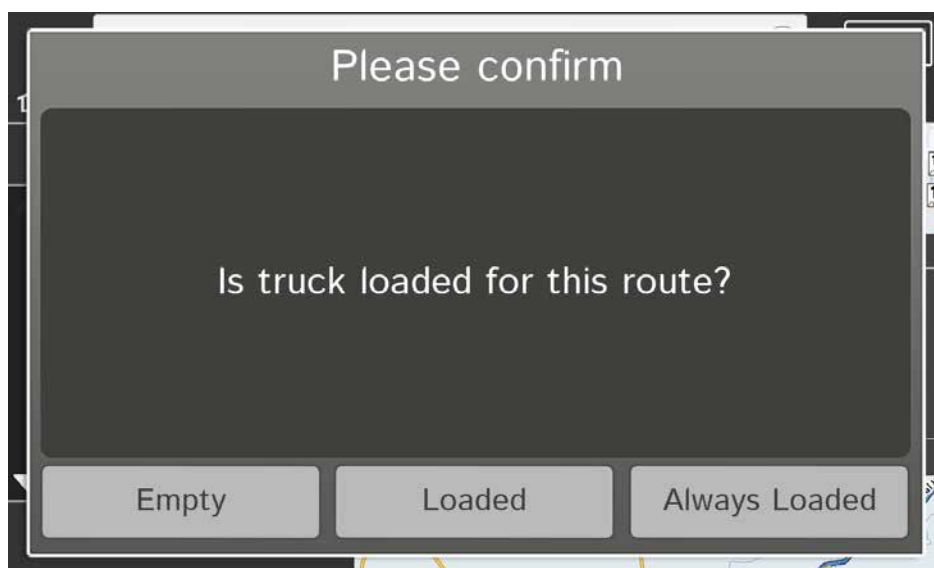 Please confirm
Is truck loaded for this route?
Empty
Loaded
Always Loaded